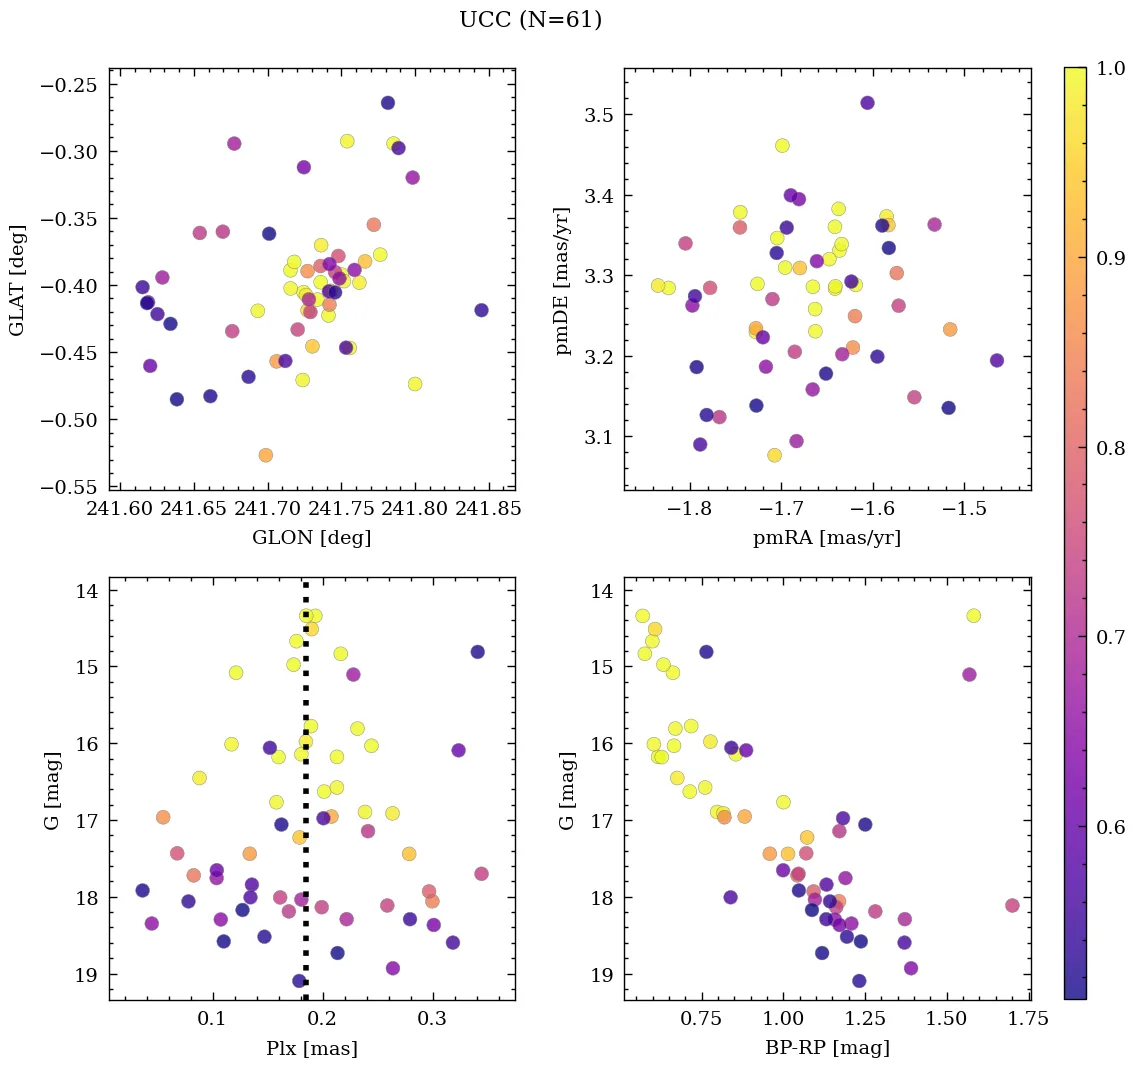 UCC (N=61)
−0.25
−0.30
−0.35
−0.40
−0.45
−0.50
−0.55
GLAT [deg]
241.60 241.65 241.70 241.75 241.80 241.85
GLON [deg]
3.5
3.4
3.3
3.2
3.1
pmDE [mas/yr]
−1.8 −1.7 −1.6 −1.5
pmRA [mas/yr]
14
15
16
17
18
19
G [mag]
0.1 0.2 0.3
Plx [mas]
14
15
16
17
18
19
G [mag]
0.75 1.00 1.25 1.50 1.75
BP-RP [mag]
1.0
0.9
0.8
0.7
0.6